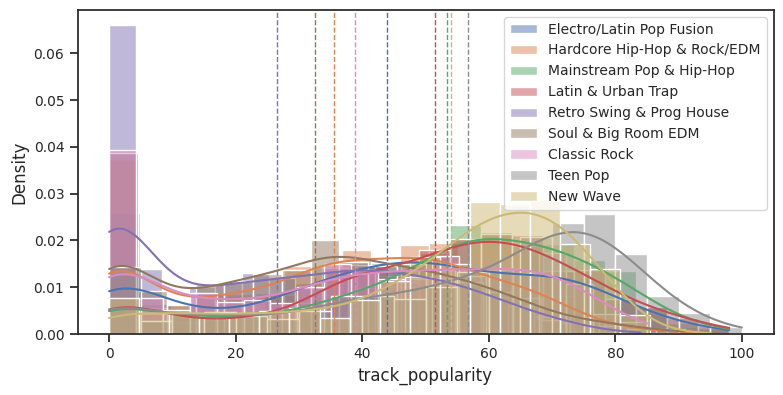 Electro/Latin Pop Fusion
Hardcore Hip-Hop & Rock/EDM
Mainstream Pop & Hip-Hop
Latin & Urban Trap
Retro Swing & Prog House
Soul & Big Room EDM
Classic Rock
Teen Pop
New Wave
Density
0.06
0.05
0.04
0.03
0.02
0.01
0.00
0 20 40 60 80 100
track_popularity